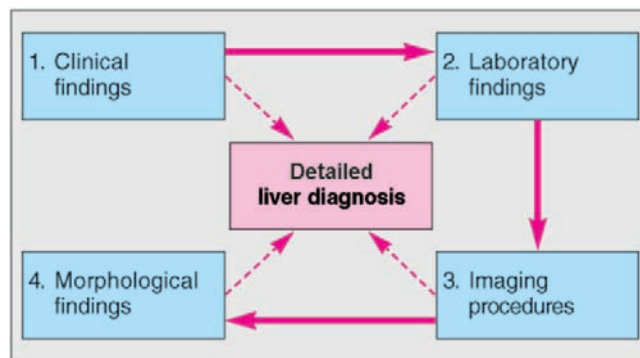 1. Clinical
findings
2. Laboratory
findings
Detailed
liver diagnosis
4. Morphological
findings
3. Imaging
procedures